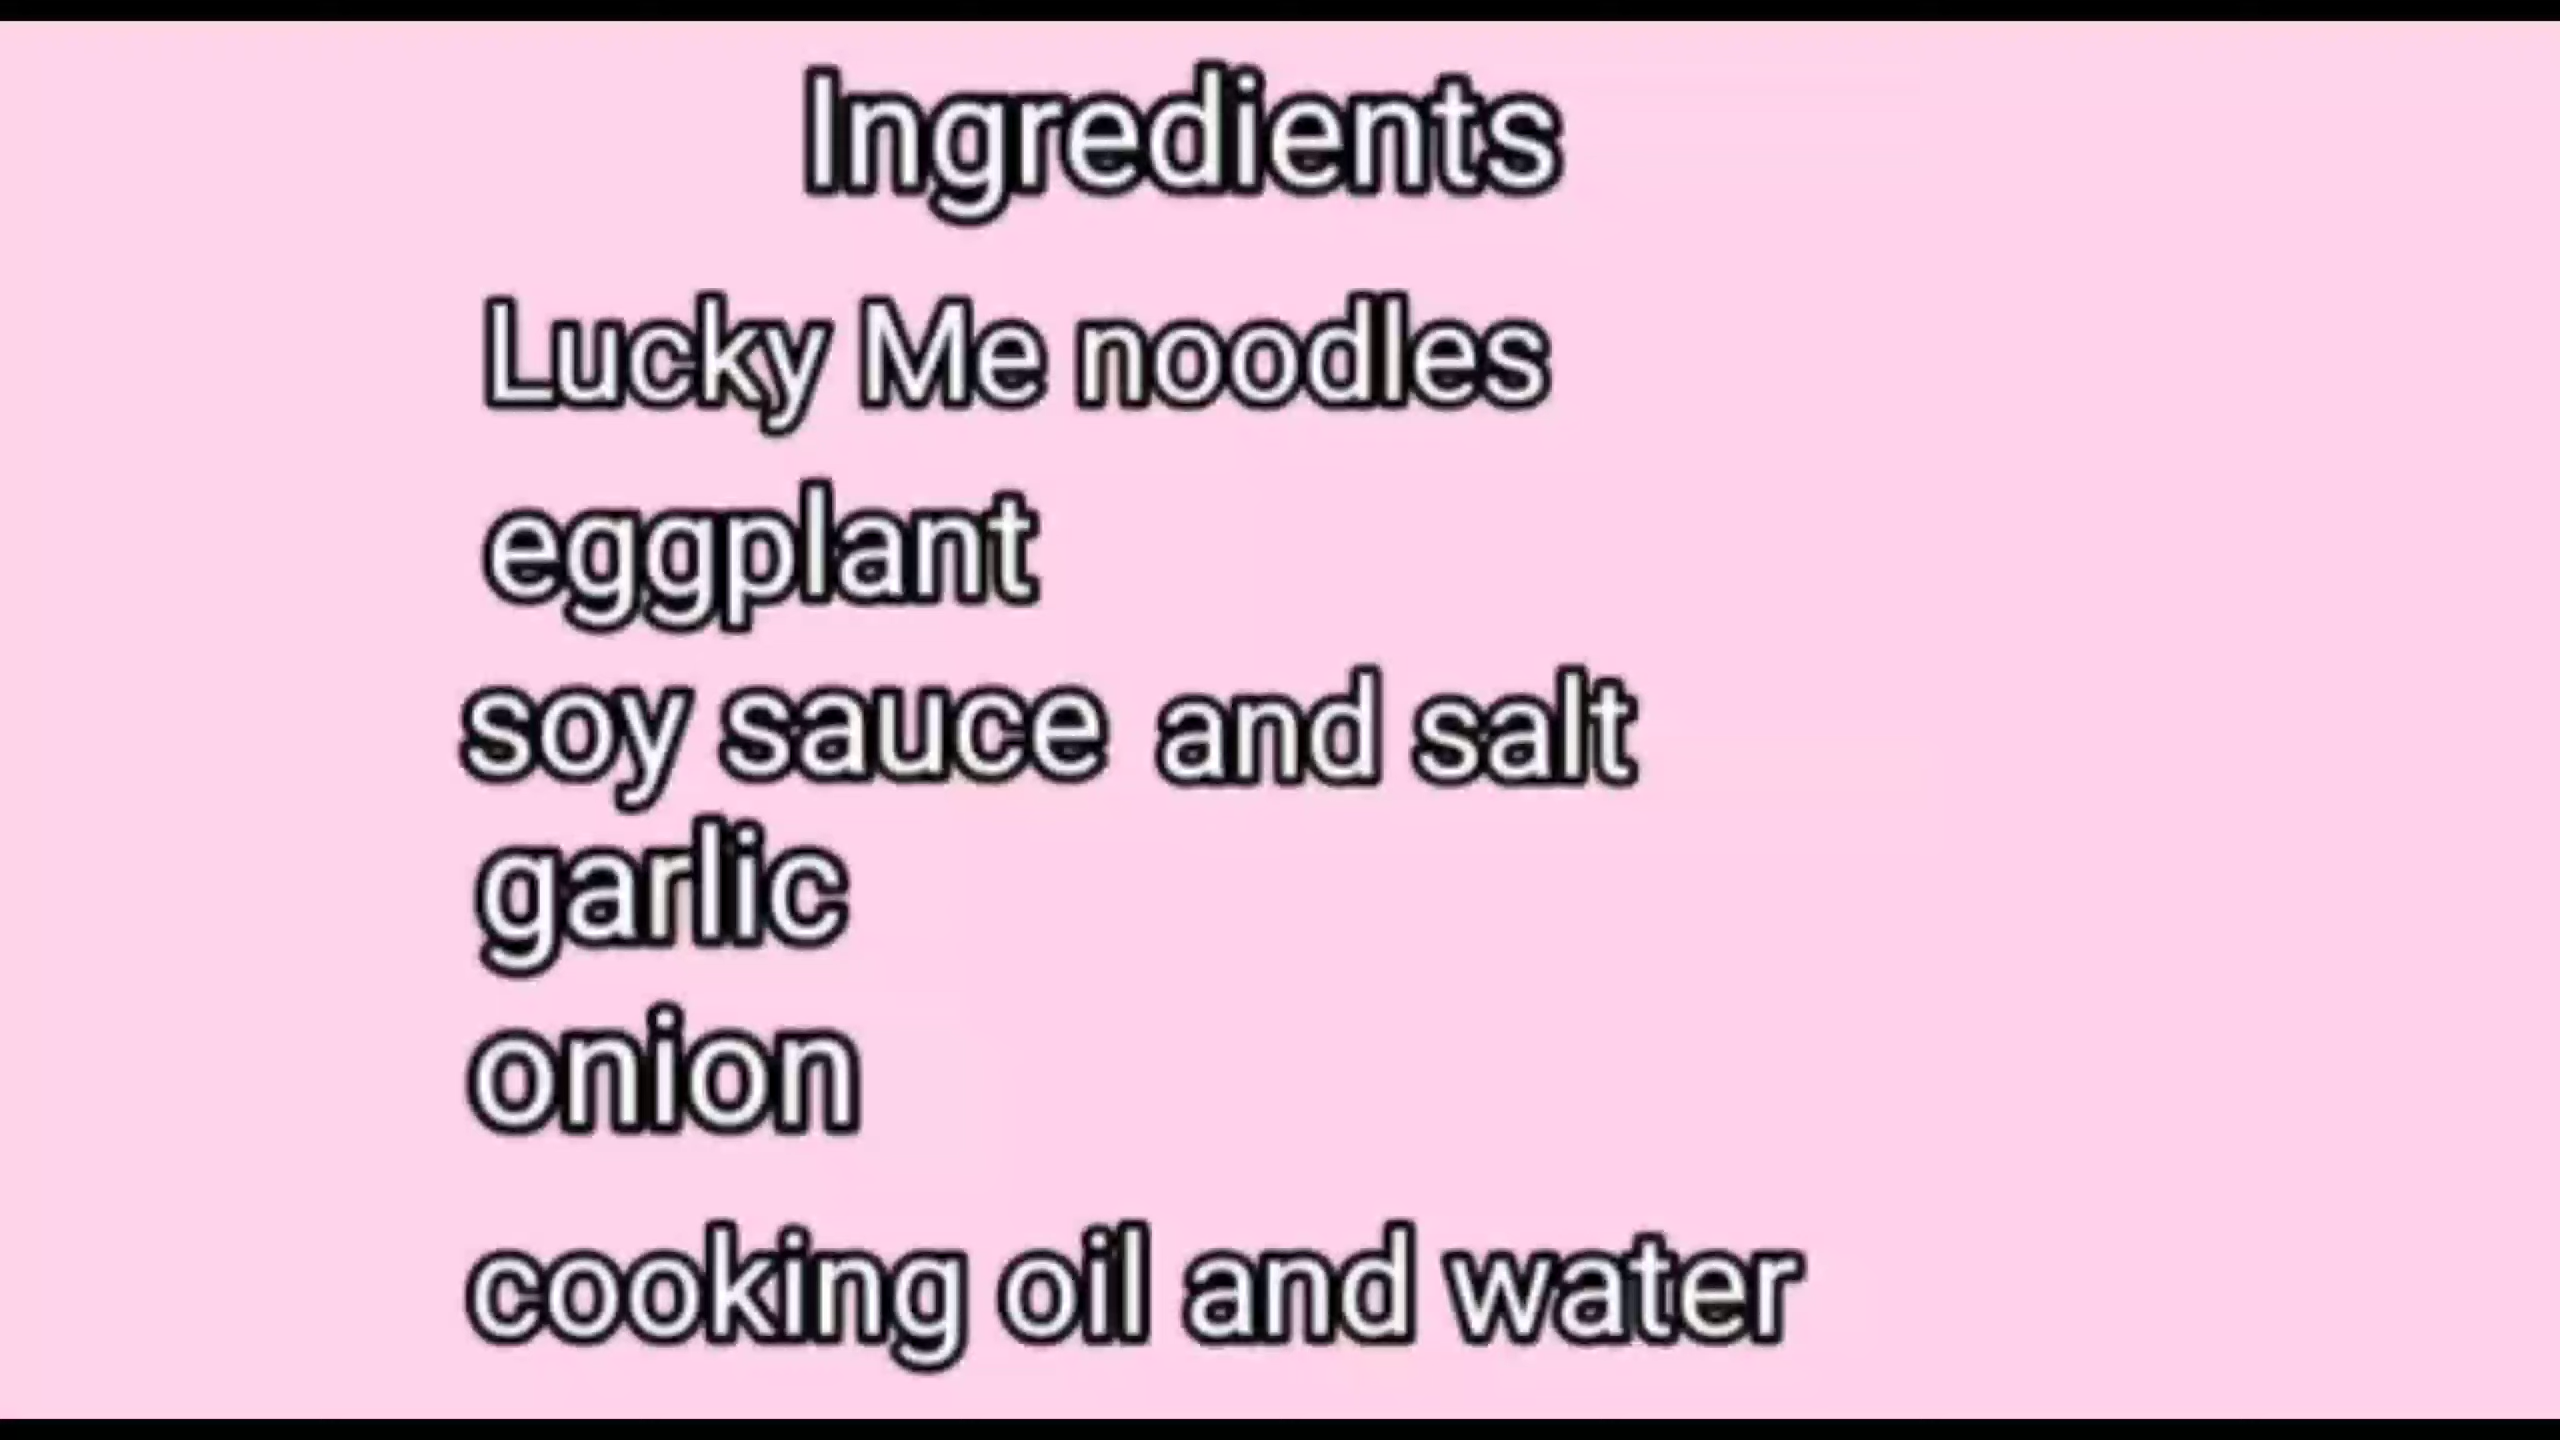 Ingredients
Lucky Me noodles
eggplant
soy sauce and salt
garlic
onion
cooking oil and water